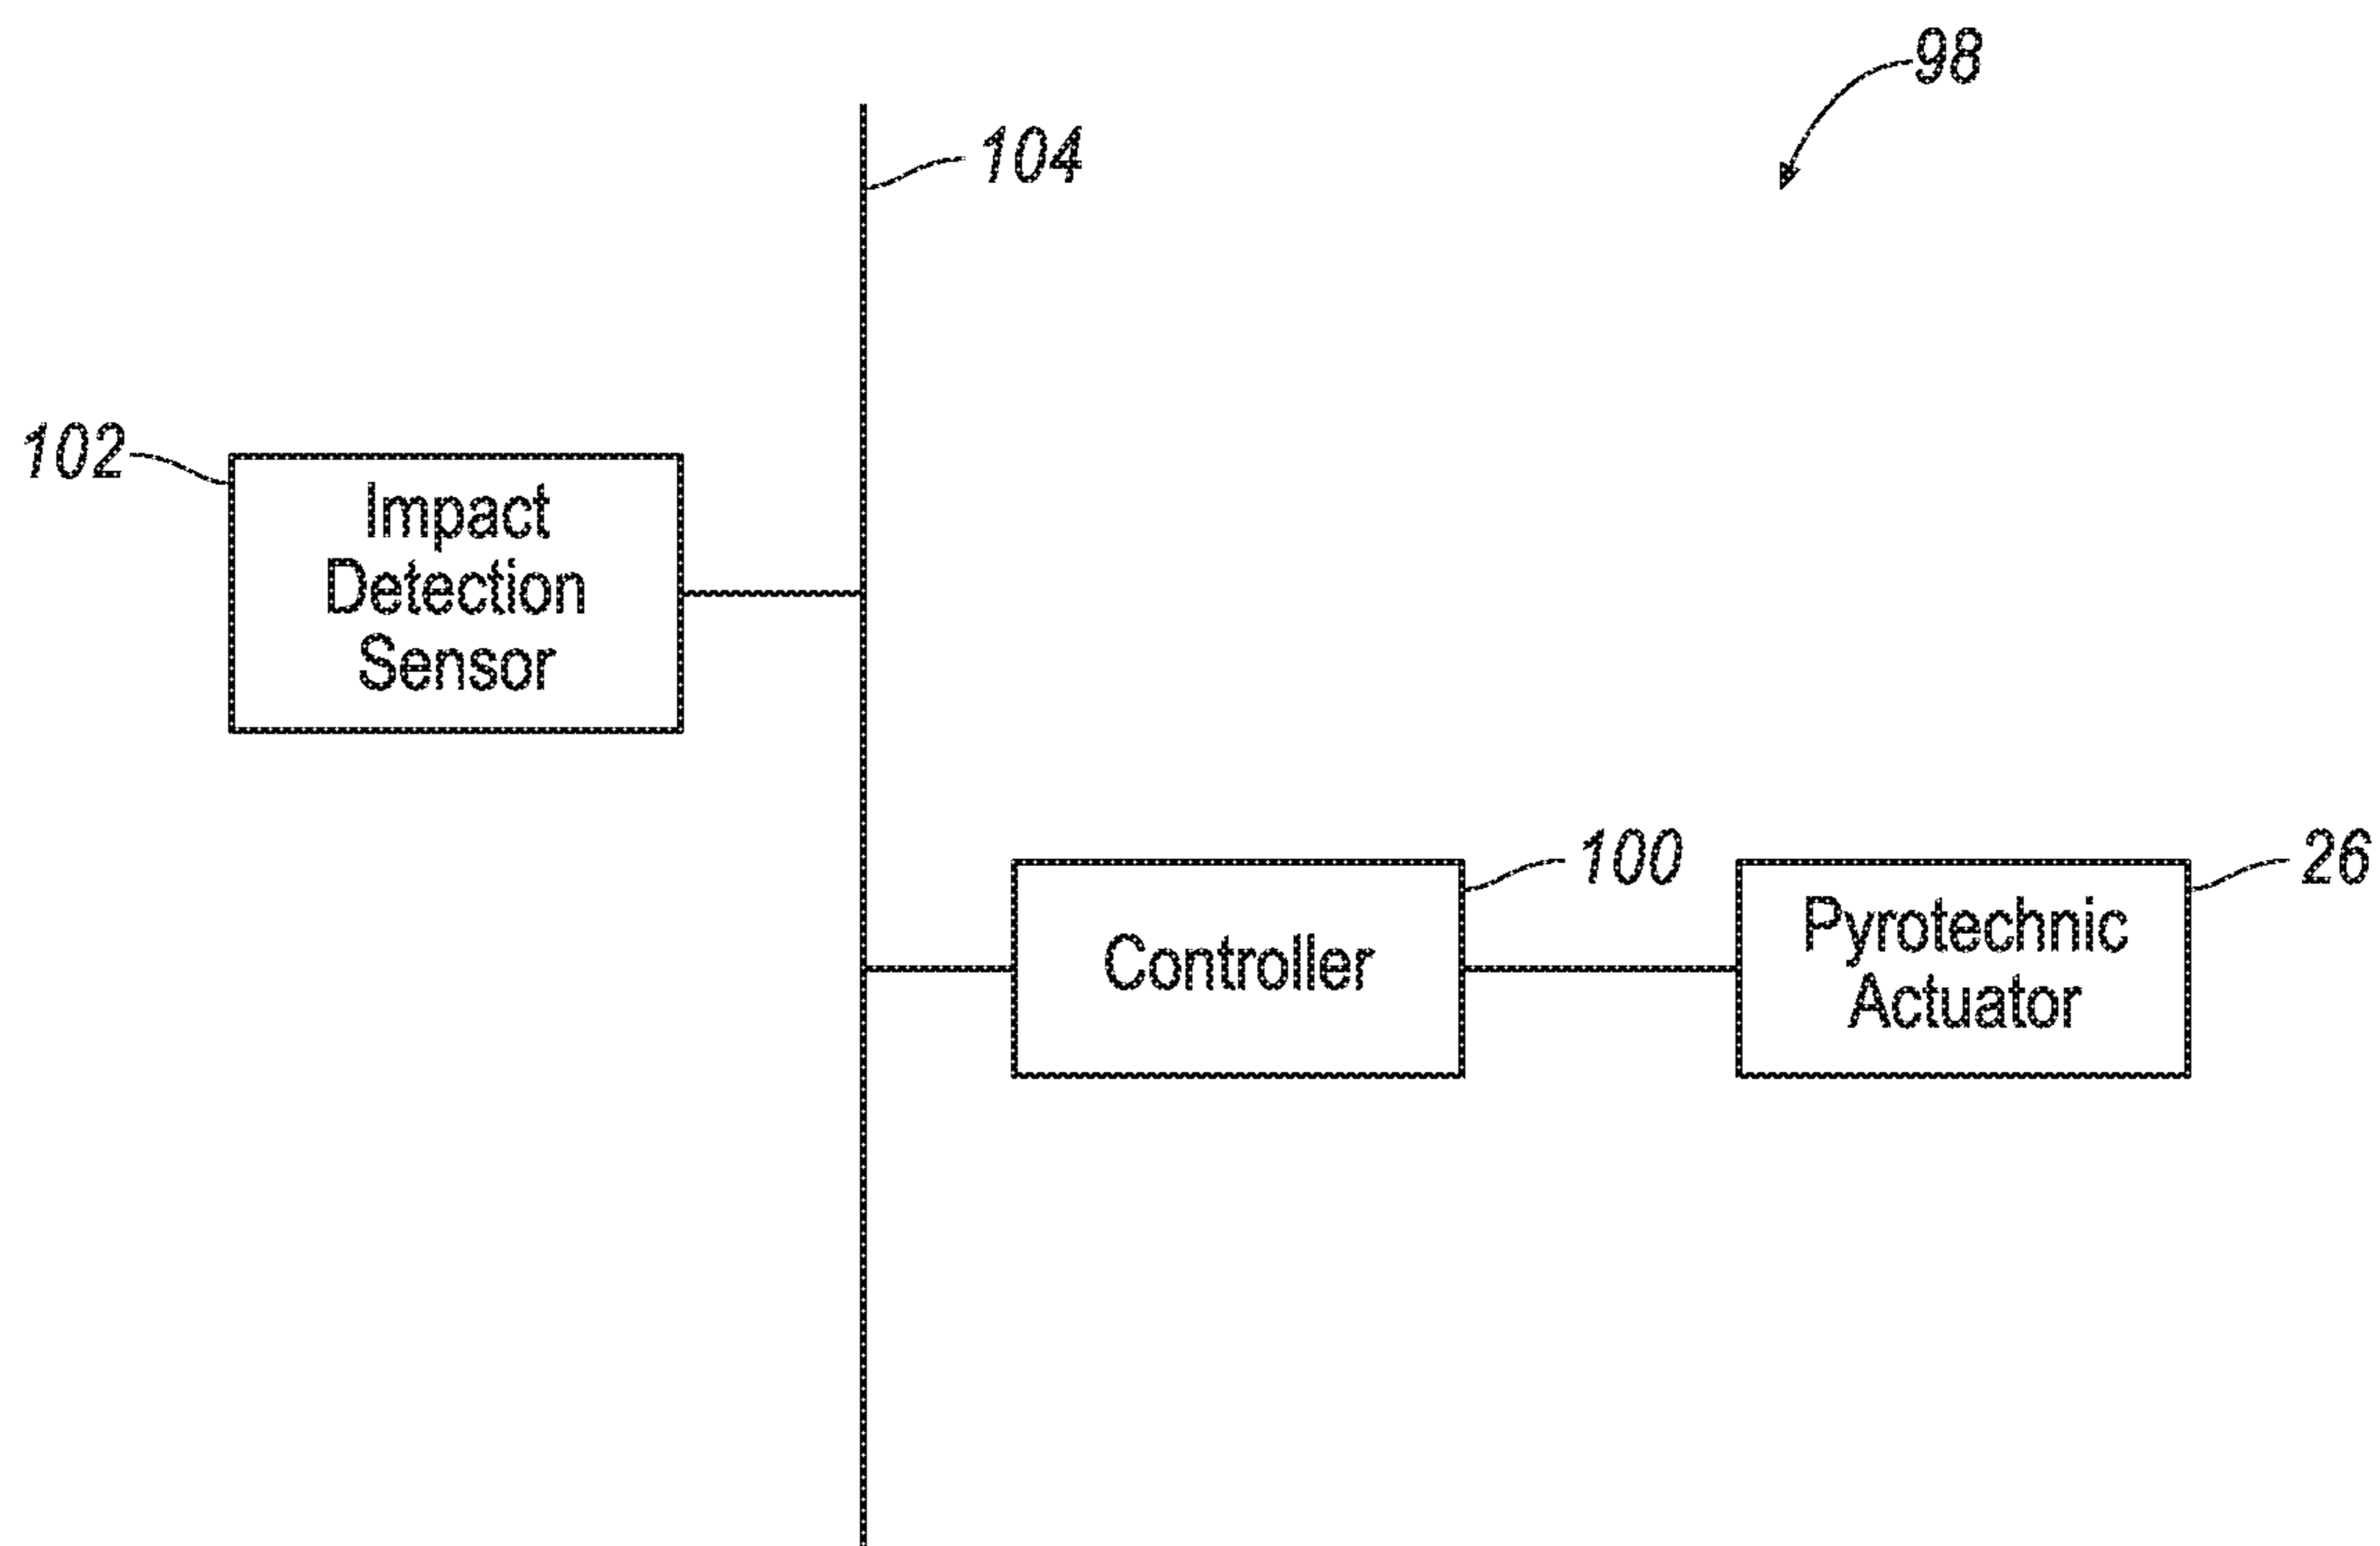 98
104
102
Impact
Detection
Sensor
100
26
Controller
Pyrotechnic
Actuator